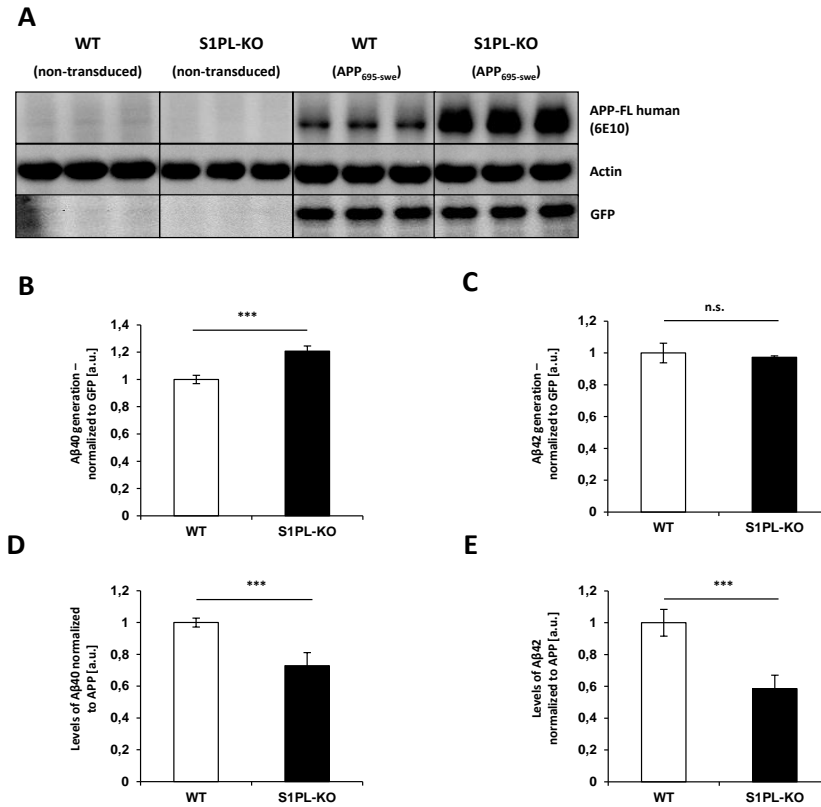 A
WT S1PL-KO WT S1PL-KO
(non-transduced) (non-transduced) (APP695-swe) (APP695-swe)
APP-FL human
(6E10)
Actin
GFP
B
Aβ40 generation –
normalized to GFP [a.u.]
1,4
1,2
1
0,8
0,6
0,4
0,2
0
***
WT S1PL-KO
C
Aβ42 generation –
normalized to GFP [a.u.]
1,2
1
0,8
0,6
0,4
0,2
0
n.s.
WT S1PL-KO
D
Levels of Aβ40 normalized
to APP [a.u.]
1,2
1
0,8
0,6
0,4
0,2
0
***
WT S1PL-KO
E
Levels of Aβ42
normalized to APP [a.u.]
1,2
1
0,8
0,6
0,4
0,2
0
***
WT S1PL-KO